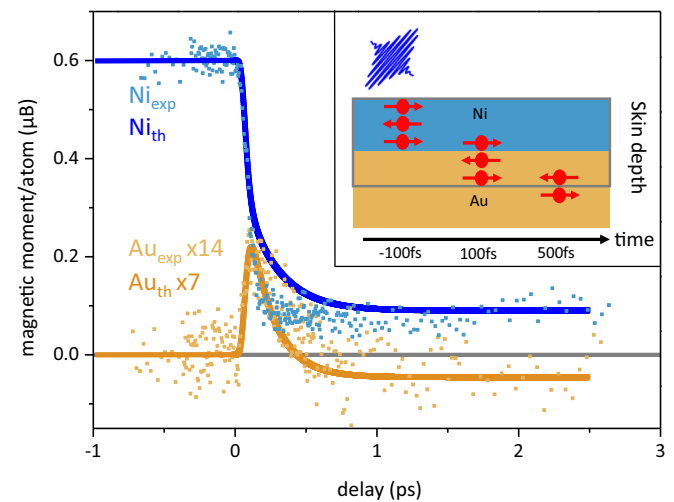 magnetic moment/atom (µB)
0.6
0.4
0.2
0.0
Ni_exp
Ni_th
Au_exp x14
Au_th x7
Ni
Au
Skin depth
-100fs
100fs
500fs
time
-1
0
1
2
3
delay (ps)